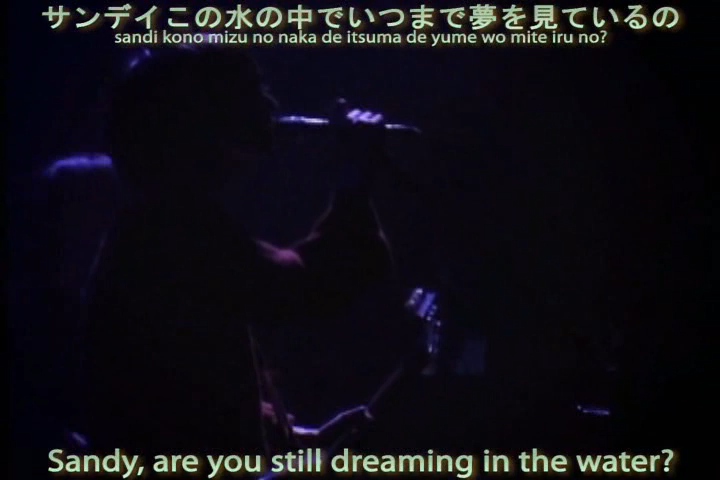 サンデイこの水の中でいつまで夢を見ているの
sandi kono mizu no naka de itsuma de yume wo mite iru no?
Sandy, are you still dreaming in the water?